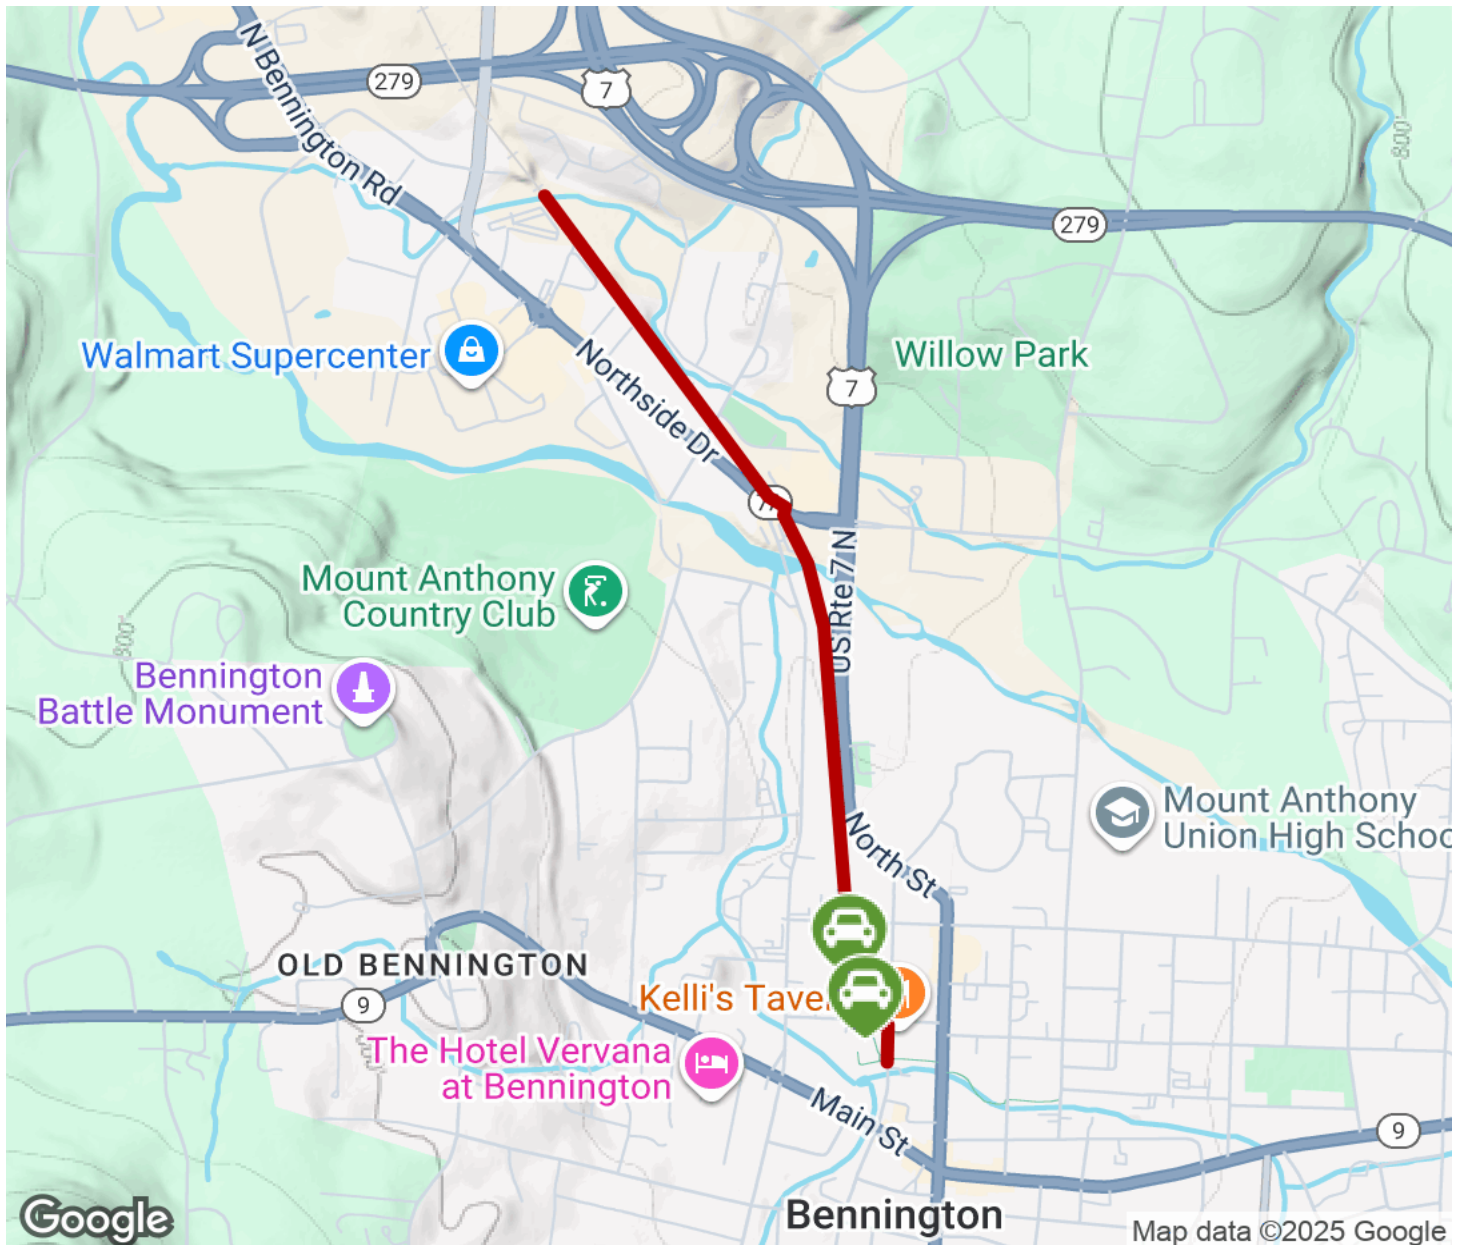 N Bennington Rd
279
7
279
Walmart Supercenter
Willow Park
7
Northside Dr
US Rte 7 N
Mount Anthony
Country Club
800'
800'
Bennington
Battle Monument
Mount Anthony
Union High Schoo
North St
OLD BENNINGTON
9
Kelli's Tave
The Hotel Vervana
at Bennington
Main St
9
Bennington
Google
Map data ©2025 Google